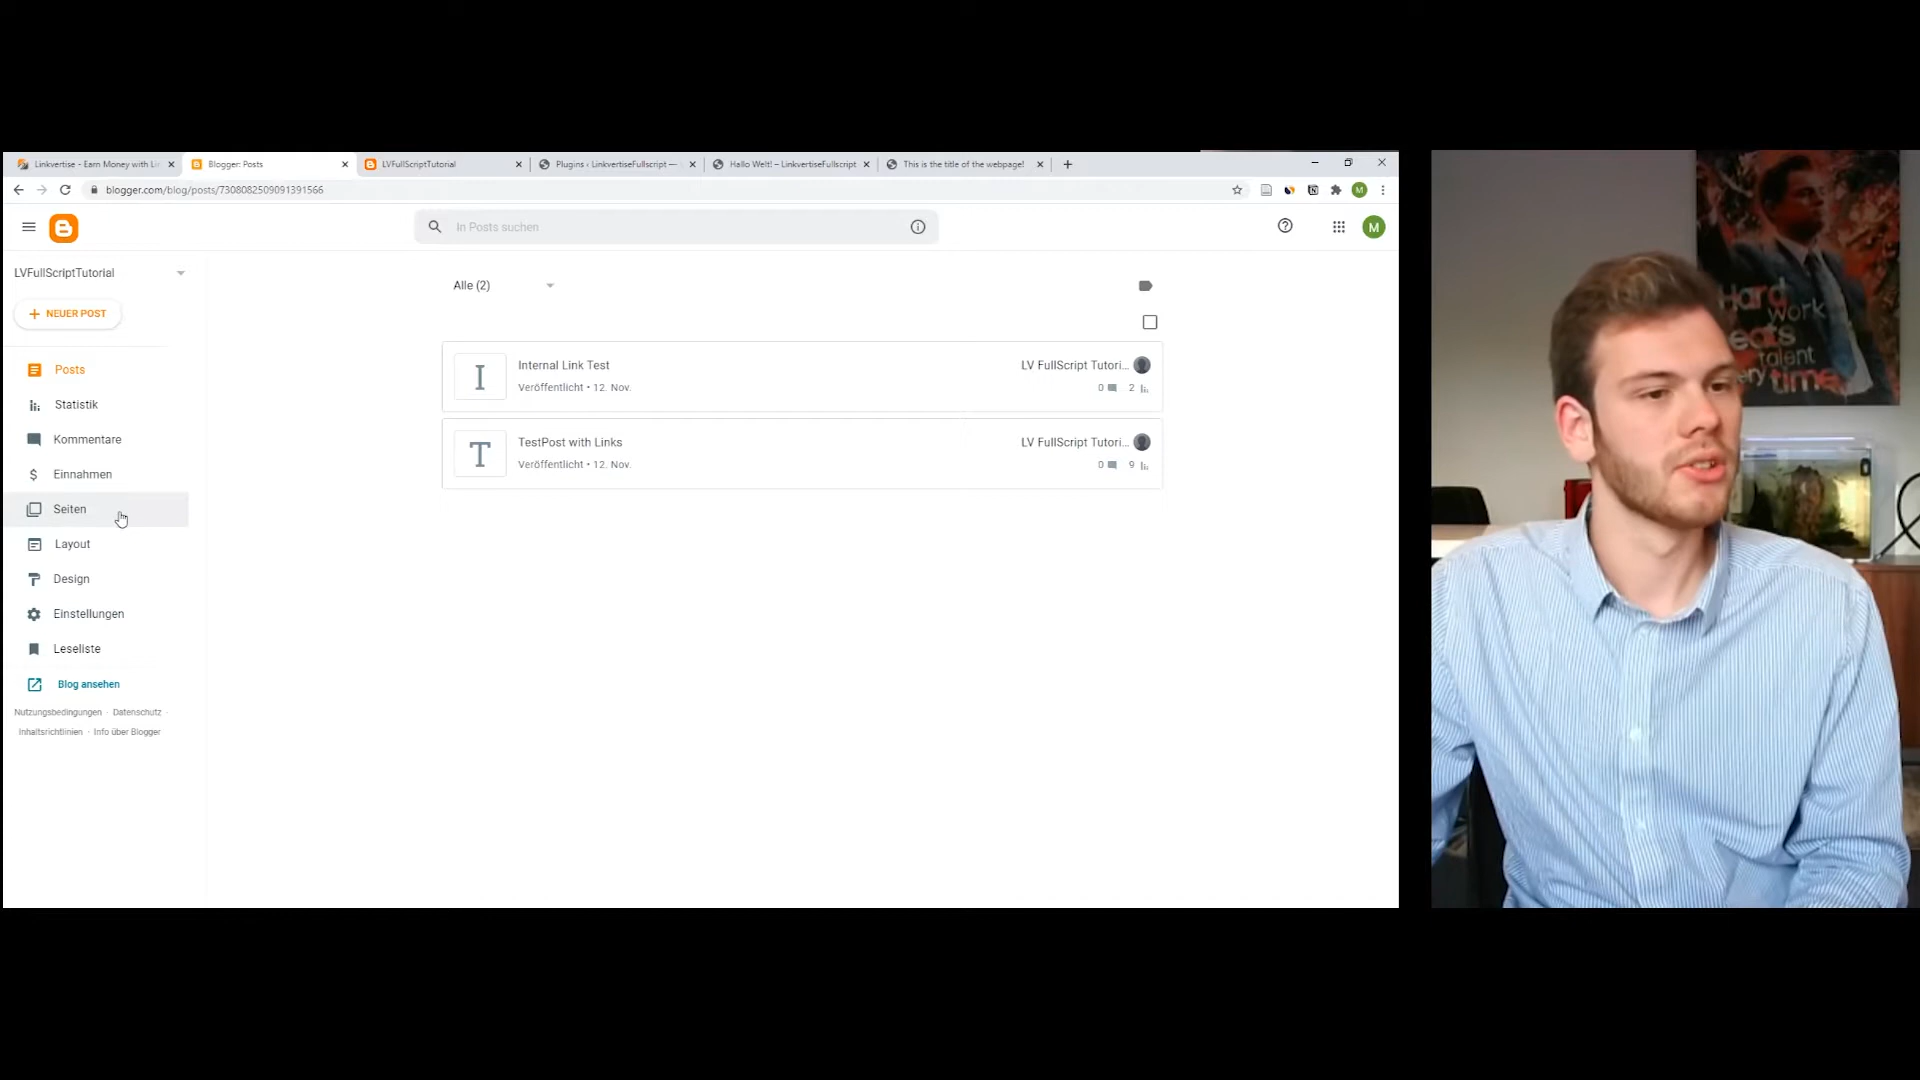 Linkvertise - Earn Money with Li
Blogger: Posts
LVFullScriptTutorial
Plugins ‹ LinkvertiseFullscript —
Hallo Welt! – LinkvertiseFullscript
This is the title of the webpage!
blogger.com/blog/posts/7308082509091391566
In Posts suchen
M
LVFullScriptTutorial
NEUER POST
Posts
Statistik
Kommentare
Einnahmen
Seiten
Layout
Design
Einstellungen
Leseliste
Blog ansehen
Nutzungsbedingungen · Datenschutz ·
Inhaltsrichtlinien · Info über Blogger
Alle (2)
I
Internal Link Test
Veröffentlicht • 12. Nov.
LV FullScript Tutori...
0 2
T
TestPost with Links
Veröffentlicht • 12. Nov.
LV FullScript Tutori...
0 9
Hard
work
talent
time.